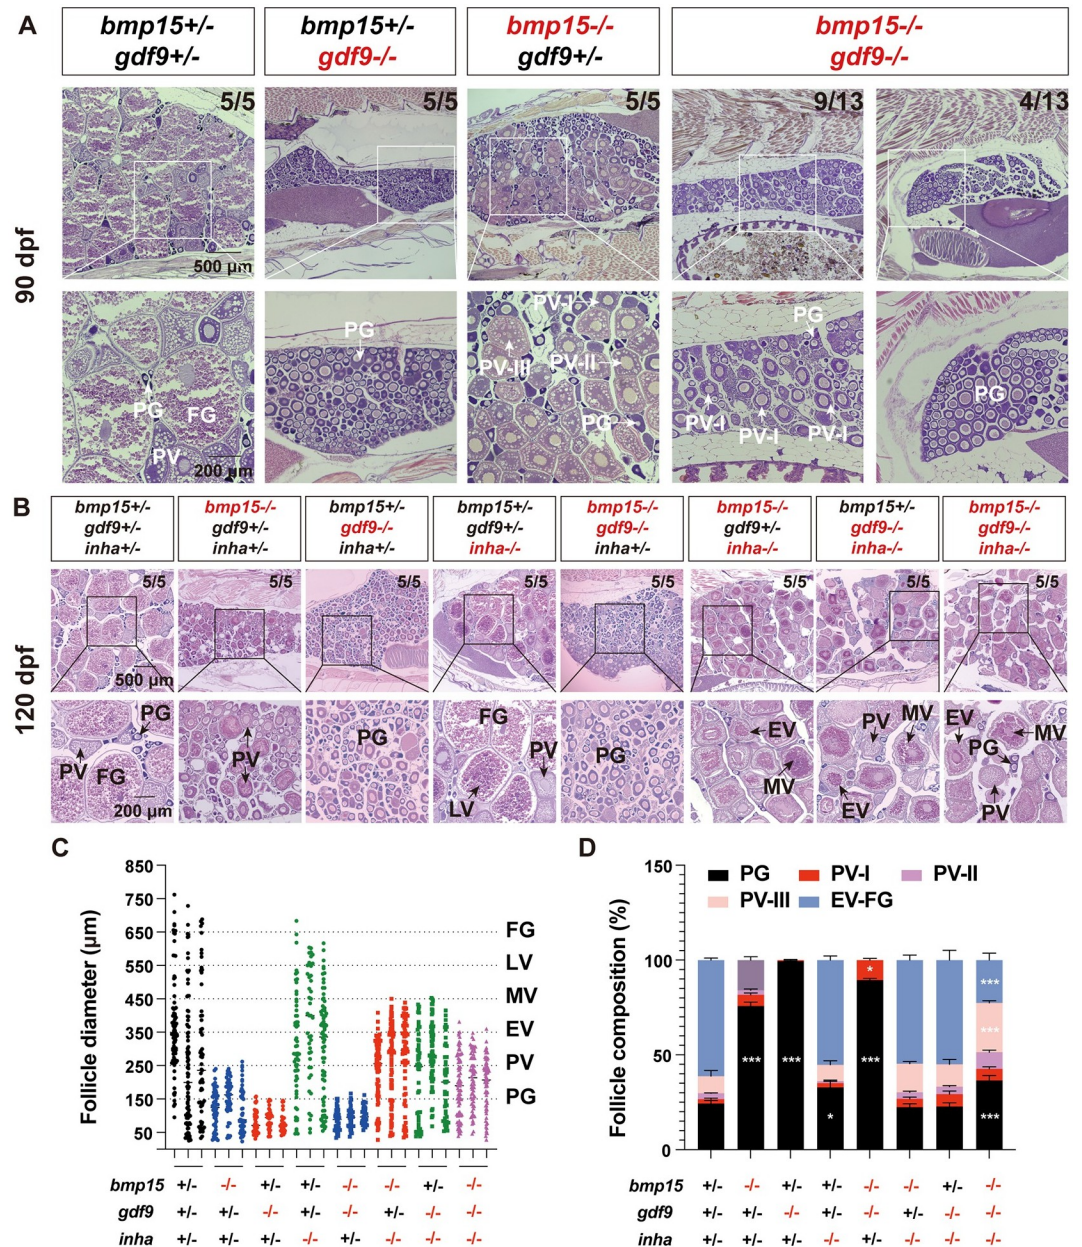 A
bmp15+/-
gdf9+/-
bmp15+/-
gdf9-/-
bmp15-/-
gdf9+/-
bmp15-/-
gdf9-/-
90 dpf
5/5
5/5
5/5
9/13
4/13
500 µm
PG
FG
PV
200 µm
PG
PV-I
PV-III
PV-II
PG
PG
PV-I
PV-I
PV-I
PG
B
bmp15+/-
gdf9+/-
inha+/-
bmp15-/-
gdf9+/-
inha+/-
bmp15+/-
gdf9-/-
inha+/-
bmp15+/-
gdf9+/-
inha-/-
bmp15-/-
gdf9-/-
inha+/-
bmp15-/-
gdf9+/-
inha-/-
bmp15+/-
gdf9-/-
inha-/-
bmp15-/-
gdf9-/-
inha-/-
120 dpf
5/5
5/5
5/5
5/5
5/5
5/5
5/5
5/5
500 µm
PG
PV
FG
200 µm
PV
PG
FG
PV
LV
PG
EV
MV
PV
MV
EV
EV
MV
PG
PV
C
Follicle diameter (µm)
850
750
650
550
450
350
250
150
50
FG
LV
MV
EV
PV
PG
bmp15 +/- -/- +/- +/- -/- -/- +/- -/-
gdf9 +/- +/- -/- +/- -/- +/- -/- -/-
inha +/- +/- +/- -/- +/- -/- -/- -/-
D
Follicle composition (%)
150
100
50
0
PG PV-I PV-II
PV-III EV-FG
***
***
*
***
*
***
***
***
bmp15 +/- -/- +/- +/- -/- -/- +/- -/-
gdf9 +/- +/- -/- +/- -/- +/- -/- -/-
inha +/- +/- +/- -/- +/- -/- -/- -/-